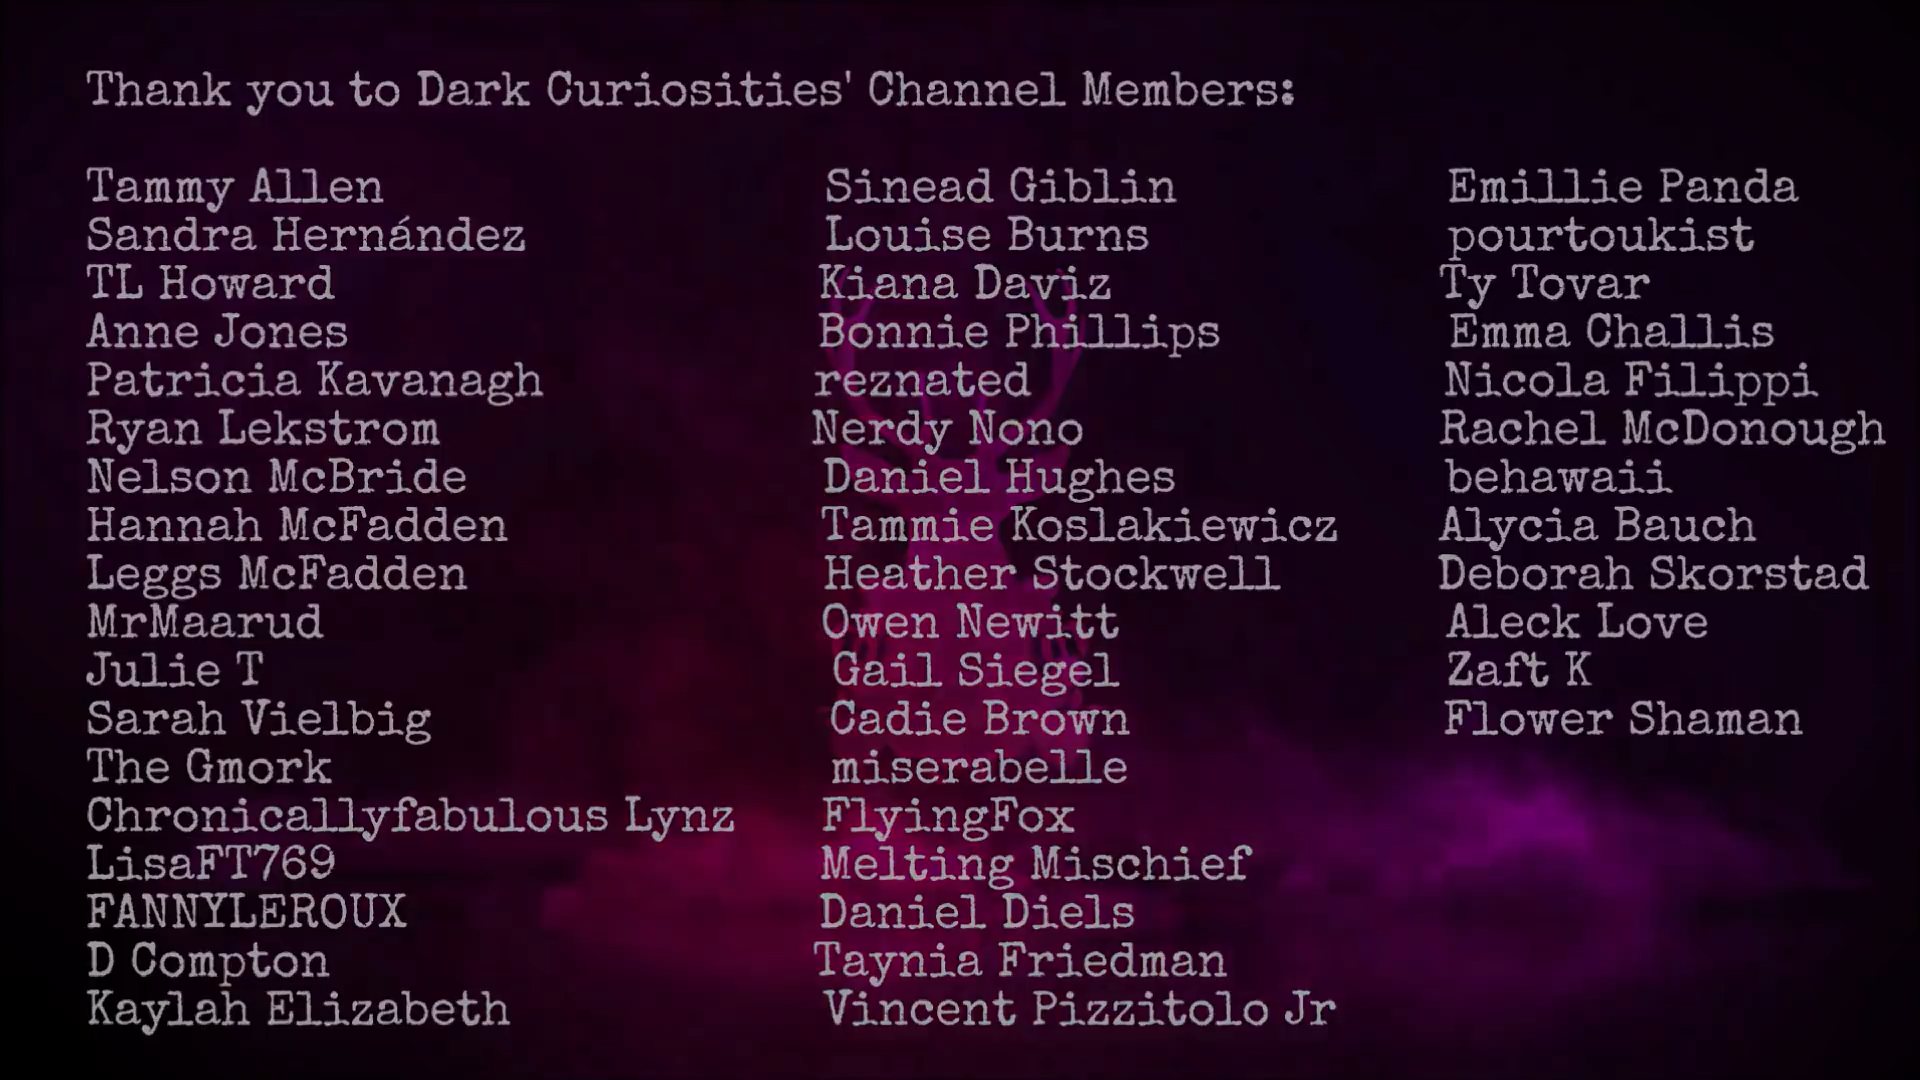 Thank you to Dark Curiosities' Channel Members:
Tammy Allen
Sandra Hernández
TL Howard
Anne Jones
Patricia Kavanagh
Ryan Lekstrom
Nelson McBride
Hannah McFadden
Leggs McFadden
MrMaarud
Julie T
Sarah Vielbig
The Gmork
Chronicallyfabulous Lynz
LisaFT769
FANNYLEROUX
D Compton
Kaylah Elizabeth
Sinead Giblin
Louise Burns
Kiana Daviz
Bonnie Phillips
reznated
Nerdy Nono
Daniel Hughes
Tammie Koslakiewicz
Heather Stockwell
Owen Newitt
Gail Siegel
Cadie Brown
miserabelle
FlyingFox
Melting Mischief
Daniel Diels
Taynia Friedman
Vincent Pizzitolo Jr
Emillie Panda
pourtoukist
Ty Tovar
Emma Challis
Nicola Filippi
Rachel McDonough
behawaii
Alycia Bauch
Deborah Skorstad
Aleck Love
Zaft K
Flower Shaman